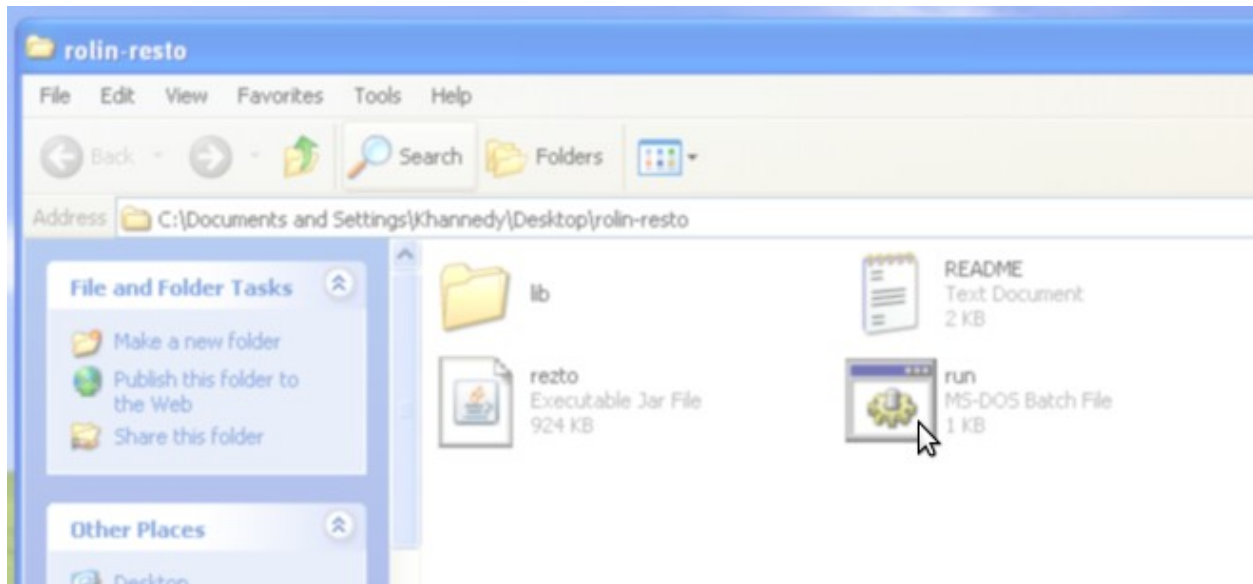 rolin-resto
File Edit View Favorites Tools Help
Back Search Folders
Address C:\Documents and Settings\Khannedy\Desktop\rolin-resto
File and Folder Tasks
Make a new folder
Publish this folder to
the Web
Share this folder
Other Places
Desktop
lib
README
Text Document
2 KB
rezto
Executable Jar File
924 KB
run
MS-DOS Batch File
1 KB